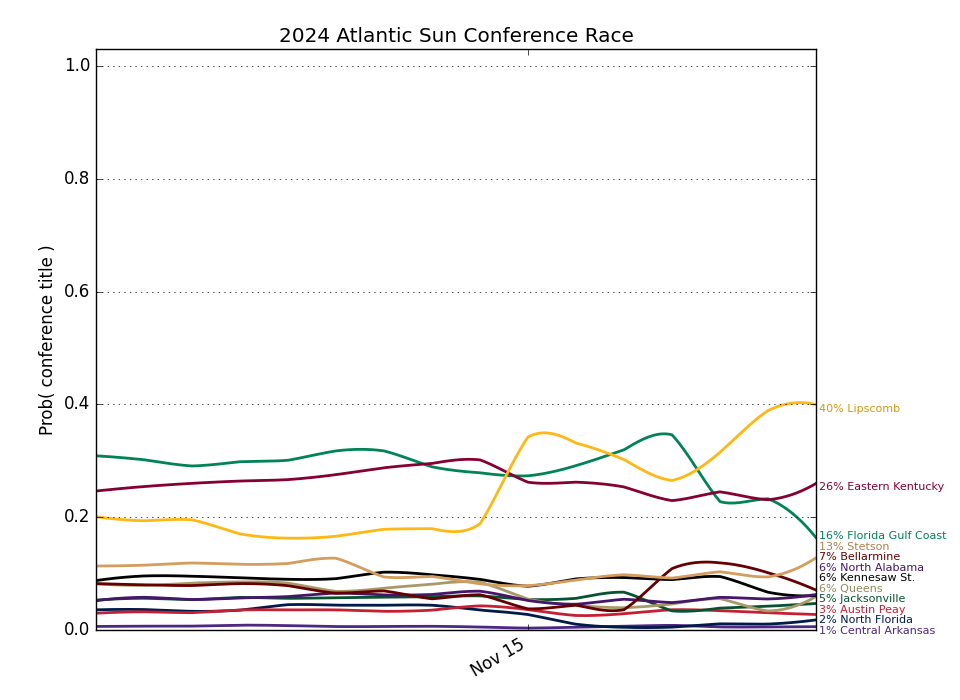 2024 Atlantic Sun Conference Race
Prob( conference title )
1.0
0.8
0.6
0.4
0.2
0.0
Nov 15
40% Lipscomb
26% Eastern Kentucky
16% Florida Gulf Coast
13% Stetson
7% Bellarmine
6% North Alabama
6% Kennesaw St.
6% Queens
5% Jacksonville
3% Austin Peay
2% North Florida
1% Central Arkansas